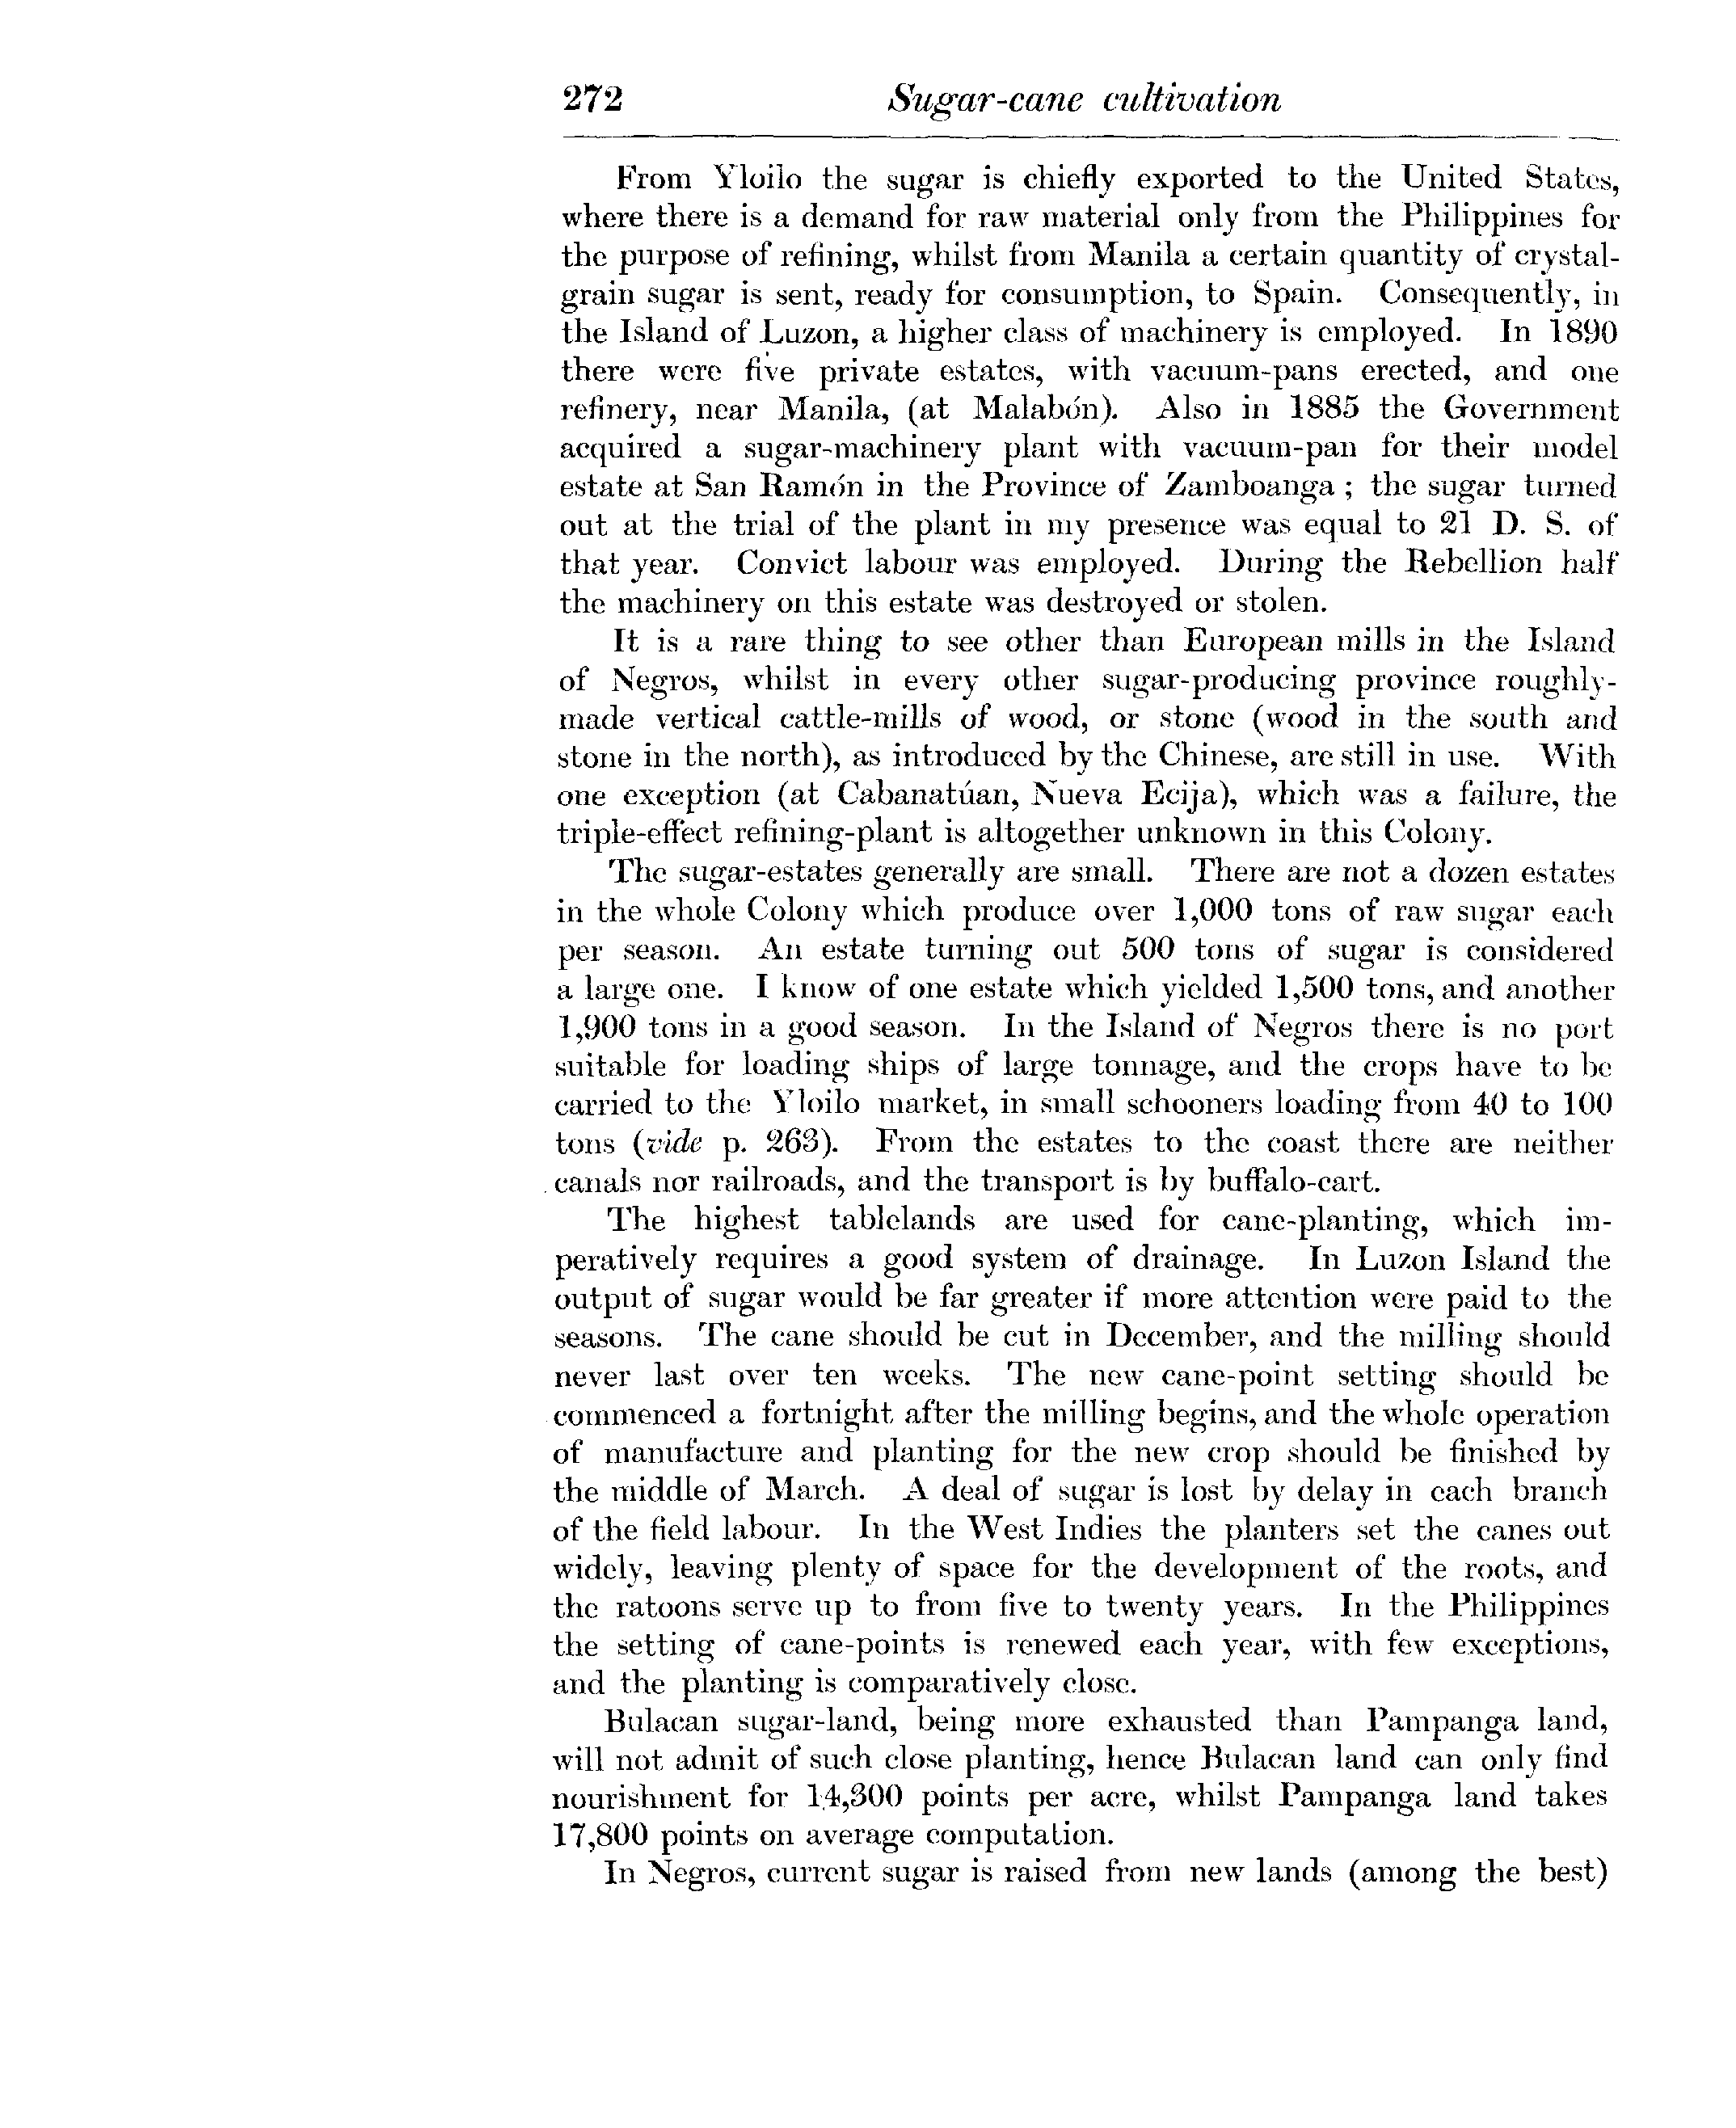 272 Sugar-cane cultivation
From Yloilo the sugar is chiefly exported to the United States,
where there is a demand for raw material only from the Philippines for
the purpose of refining, whilst from Manila a certain quantity of crystal-
grain sugar is sent, ready for consumption, to Spain. Consequently, in
the Island of Luzon, a higher class of machinery is employed. In 1890
there were five private estates, with vacuum-pans erected, and one
refinery, near Manila, (at Malabón). Also in 1885 the Government
acquired a sugar-machinery plant with vacuum-pan for their model
estate at San Ramón in the Province of Zamboanga ; the sugar turned
out at the trial of the plant in my presence was equal to 21 D. S. of
that year. Convict labour was employed. During the Rebellion half
the machinery on this estate was destroyed or stolen.
It is a rare thing to see other than European mills in the Island
of Negros, whilst in every other sugar-producing province roughly-
made vertical cattle-mills of wood, or stone (wood in the south and
stone in the north), as introduced by the Chinese, are still in use. With
one exception (at Cabanatúan, Nueva Ecija), which was a failure, the
triple-effect refining-plant is altogether unknown in this Colony.
The sugar-estates generally are small. There are not a dozen estates
in the whole Colony which produce over 1,000 tons of raw sugar each
per season. An estate turning out 500 tons of sugar is considered
a large one. I know of one estate which yielded 1,500 tons, and another
1,900 tons in a good season. In the Island of Negros there is no port
suitable for loading ships of large tonnage, and the crops have to be
carried to the Yloilo market, in small schooners loading from 40 to 100
tons (vide p. 263). From the estates to the coast there are neither
canals nor railroads, and the transport is by buffalo-cart.
The highest tablelands are used for cane-planting, which im-
peratively requires a good system of drainage. In Luzon Island the
output of sugar would be far greater if more attention were paid to the
seasons. The cane should be cut in December, and the milling should
never last over ten weeks. The new cane-point setting should be
commenced a fortnight after the milling begins, and the whole operation
of manufacture and planting for the new crop should be finished by
the middle of March. A deal of sugar is lost by delay in each branch
of the field labour. In the West Indies the planters set the canes out
widely, leaving plenty of space for the development of the roots, and
the ratoons serve up to from five to twenty years. In the Philippines
the setting of cane-points is renewed each year, with few exceptions,
and the planting is comparatively close.
Bulacan sugar-land, being more exhausted than Pampanga land,
will not admit of such close planting, hence Bulacan land can only find
nourishment for 14,300 points per acre, whilst Pampanga land takes
17,800 points on average computation.
In Negros, current sugar is raised from new lands (among the best)